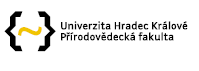 Univerzita Hradec Králové
Přírodovědecká fakulta